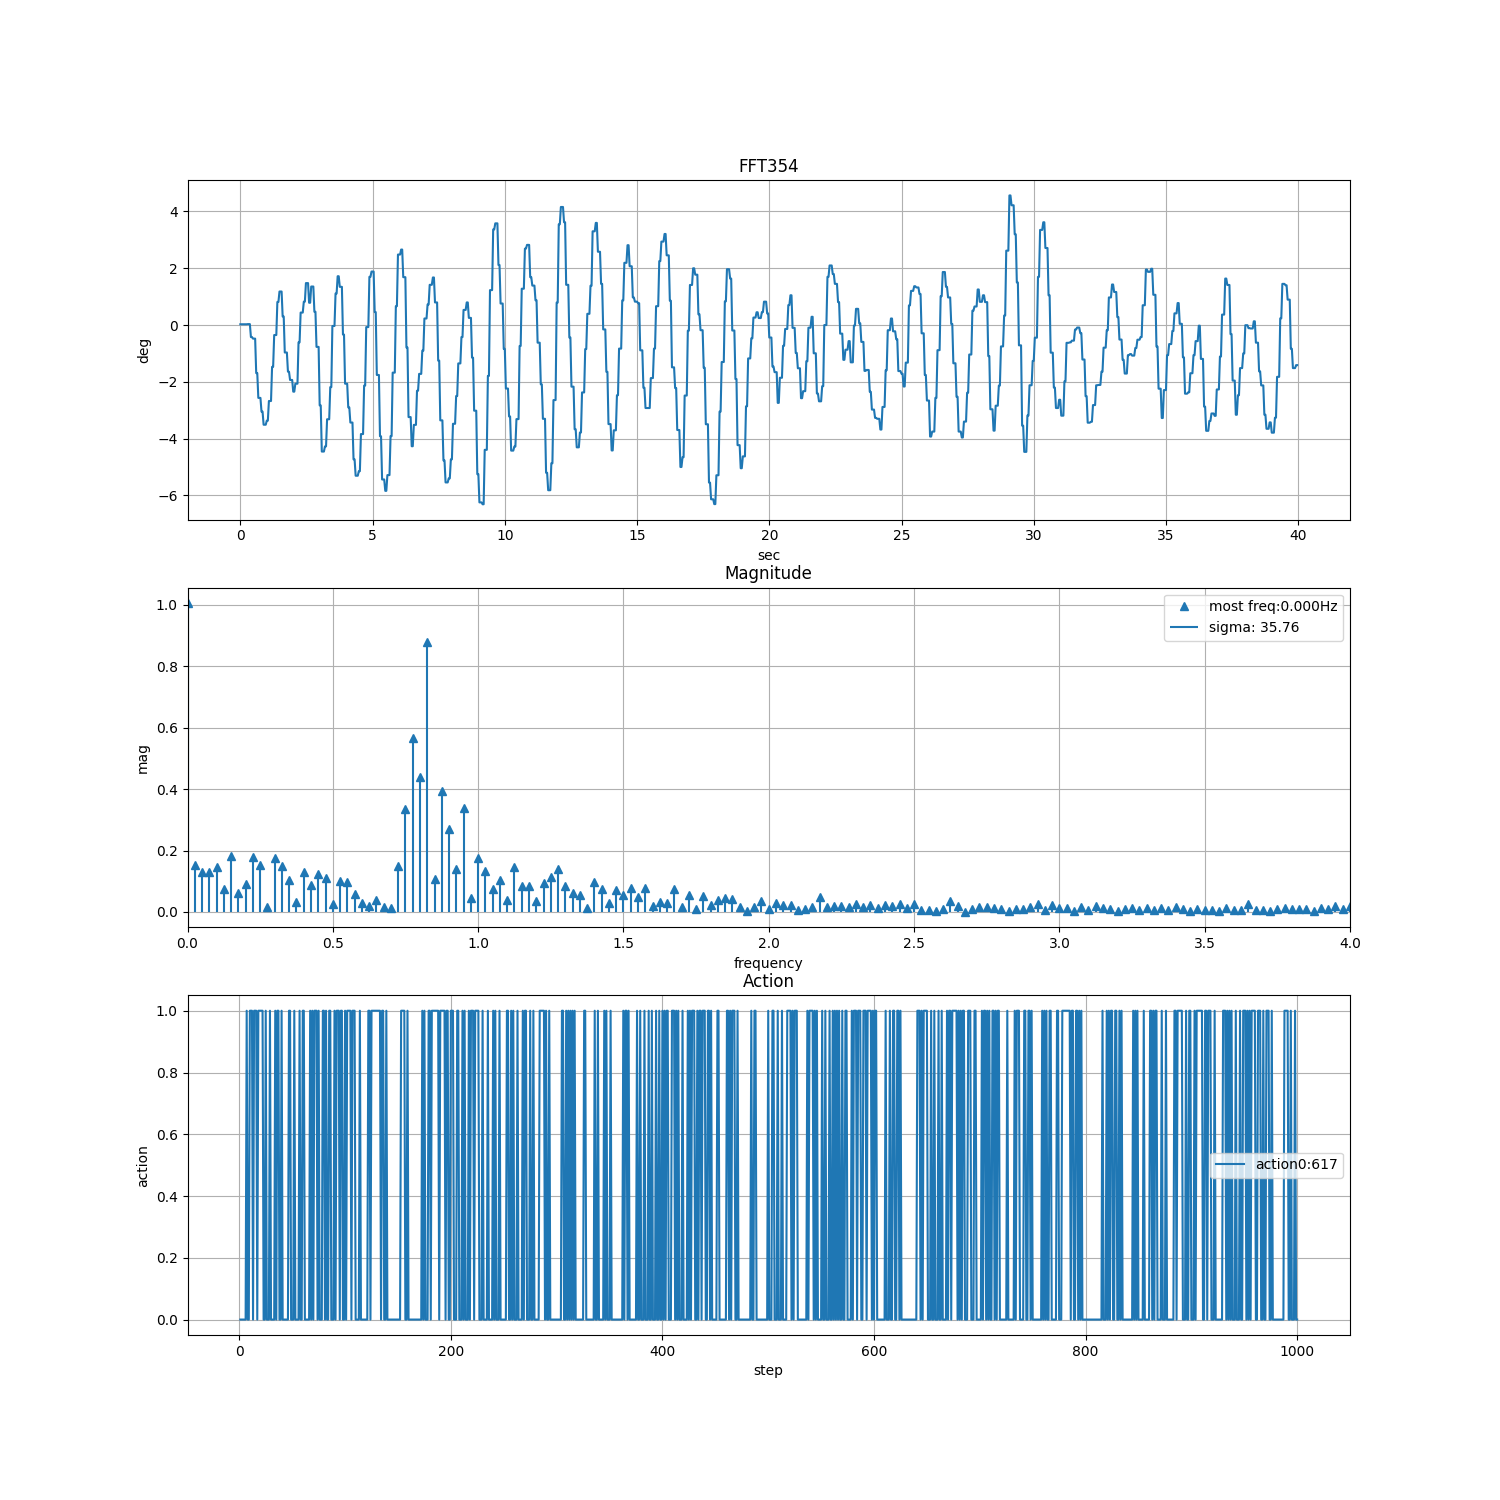 FFT354
4
2
0
−2
−4
−6
deg
0 5 10 15 20 25 30 35 40
sec
Magnitude
1.0
0.8
0.6
0.4
0.2
0.0
mag
most freq:0.000Hz
sigma: 35.76
0.0 0.5 1.0 1.5 2.0 2.5 3.0 3.5 4.0
frequency
Action
1.0
0.8
0.6
0.4
0.2
0.0
action
action0:617
0 200 400 600 800 1000
step